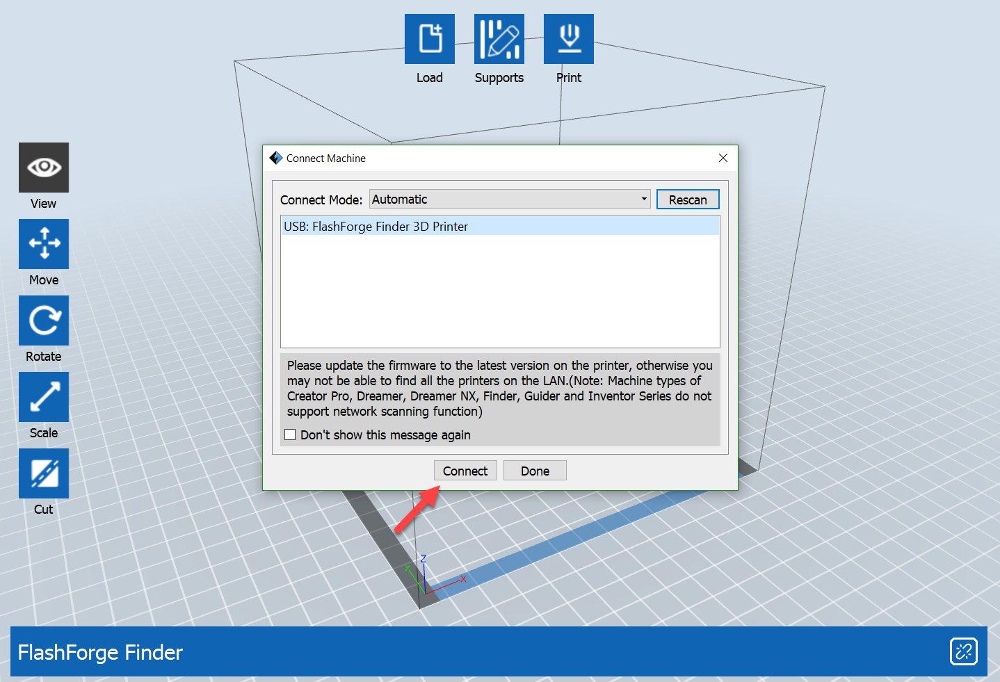 Load
Supports
Print
Connect Machine
View
Connect Mode: Automatic Rescan
USB: FlashForge Finder 3D Printer
Move
Rotate
Please update the firmware to the latest version on the printer, otherwise you
may not be able to find all the printers on the LAN.(Note: Machine types of
Creator Pro, Dreamer, Dreamer NX, Finder, Guider and Inventor Series do not
support network scanning function)
Don't show this message again
Scale
Connect Done
Cut
Z
Y
X
FlashForge Finder